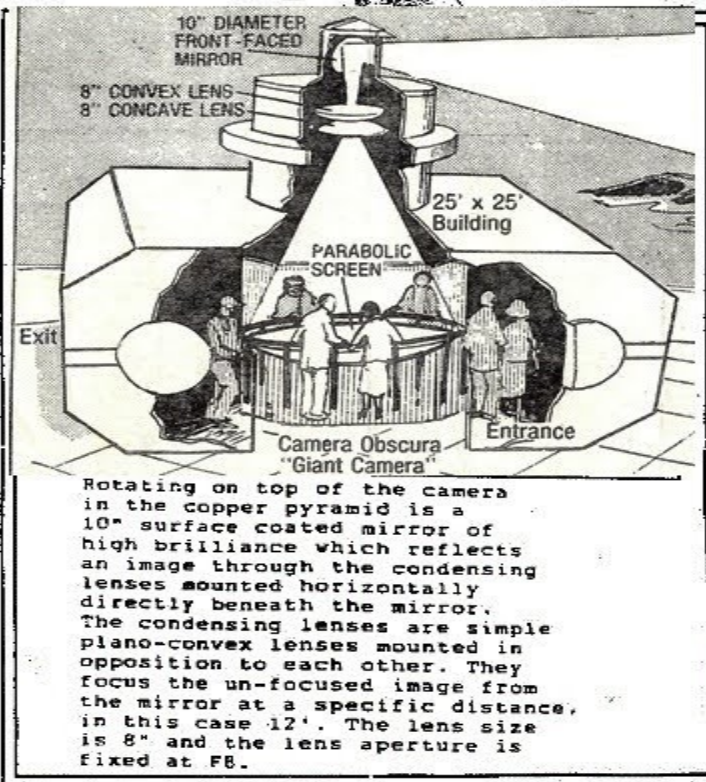 10" DIAMETER
FRONT-FACED
MIRROR
8" CONVEX LENS
8" CONCAVE LENS
25' x 25'
Building
PARABOLIC
SCREEN
Exit
Entrance
Camera Obscura
"Giant Camera"
Rotating on top of the camera
in the copper pyramid is a
10" surface coated mirror of
high brilliance which reflects
an image through the condensing
lenses mounted horizontally
directly beneath the mirror.
The condensing lenses are simple
plano-convex lenses mounted in
opposition to each other. They
focus the un-focused image from
the mirror at a specific distance,
in this case 12'. The lens size
is 8" and the lens aperture is
fixed at F8.